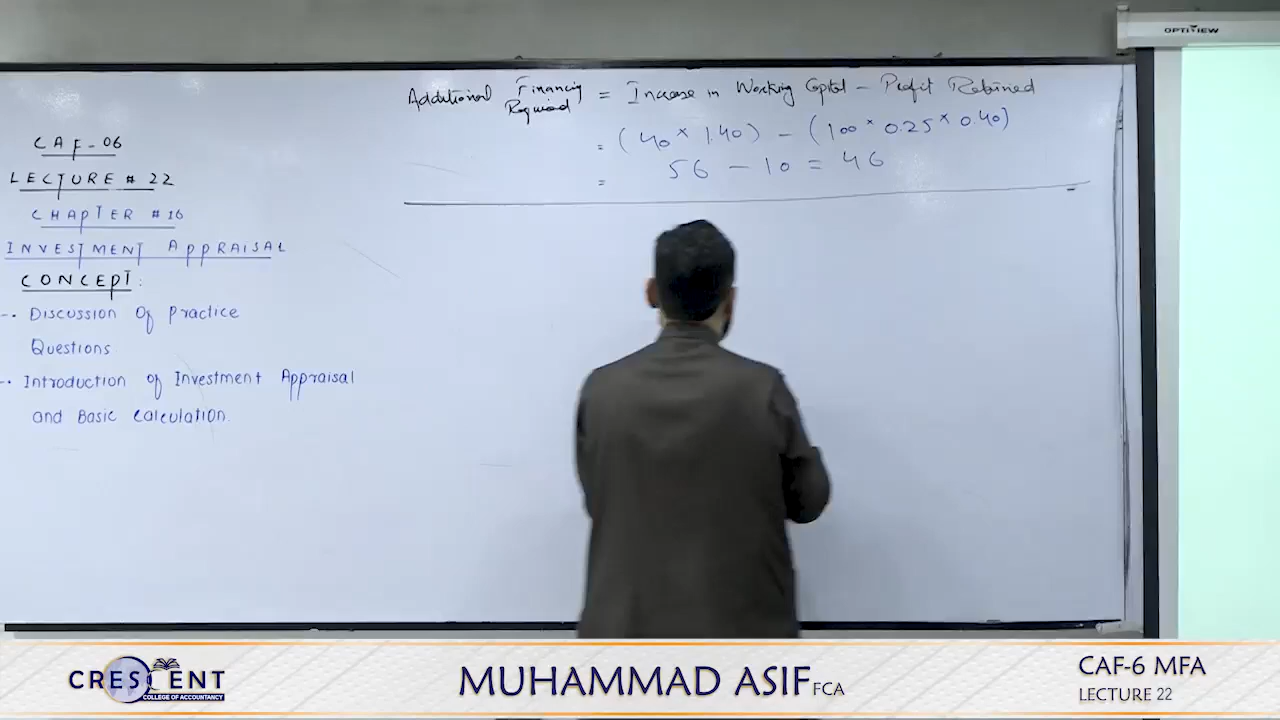 OPTIVIEW
Additional Financing Required = Increase in Working Capital – Profit Retained
= (40 × 1.40) – (100 × 0.25 × 0.40)
= 56 – 10 = 46
CAF-06
LECTURE # 22
CHAPTER # 16
INVESTMENT APPRAISAL
CONCEPT:
-. Discussion Of Practice
Questions
-. Introduction of Investment Appraisal
and Basic Calculation.
CRESCENT
COLLEGE OF ACCOUNTANCY
MUHAMMAD ASIF FCA
CAF-6 MFA
LECTURE 22